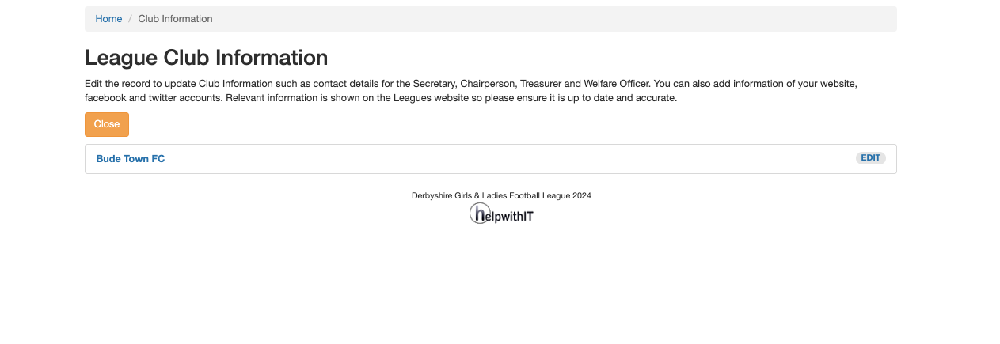 Home / Club Information
League Club Information
Edit the record to update Club Information such as contact details for the Secretary, Chairperson, Treasurer and Welfare Officer. You can also add information of your website,
facebook and twitter accounts. Relevant information is shown on the Leagues website so please ensure it is up to date and accurate.
Close
Bude Town FC EDIT
Derbyshire Girls & Ladies Football League 2024
helpwithIT